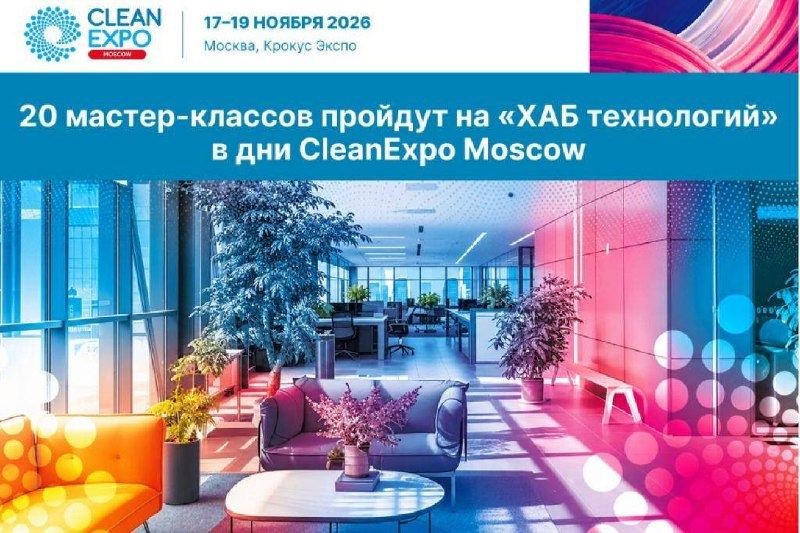 CLEAN
EXPO
MOSCOW
17–19 НОЯБРЯ 2026
Москва, Крокус Экспо
20 мастер-классов пройдут на «ХАБ технологий»
в дни CleanExpo Moscow